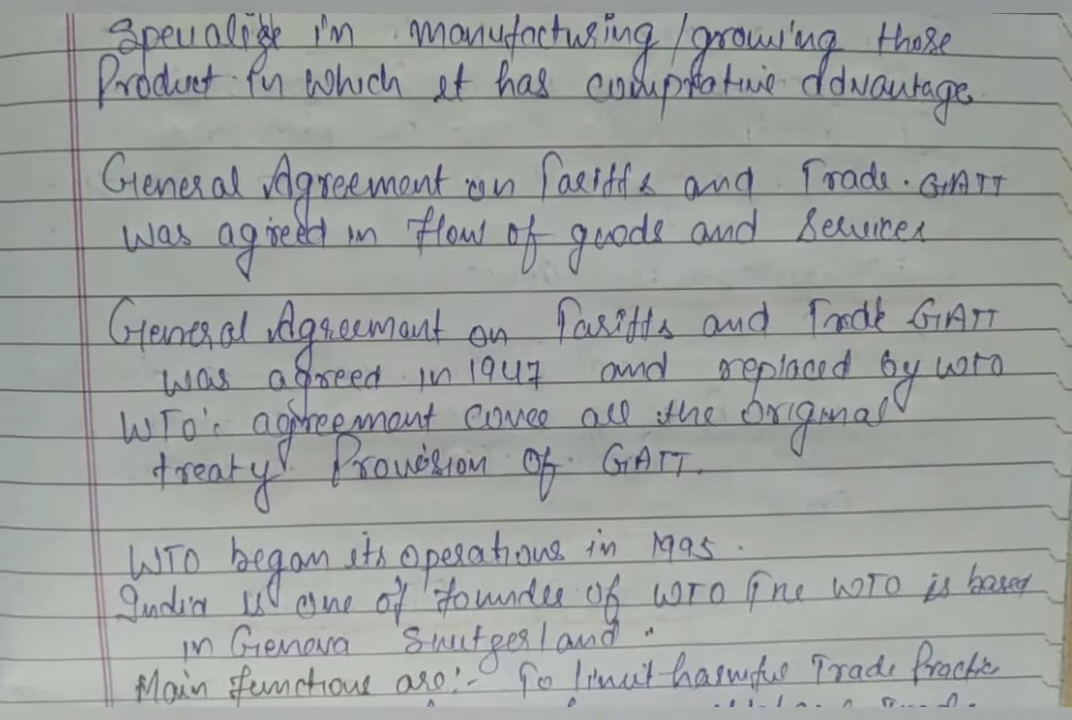 Specialize in manufacturing / growing those
Product in which it has comprative advantage
General Agreement on Tariffs and Trade. GATT
was agreed in flow of goods and Services
General Agreement on Tariffs and Trade GATT
was agreed in 1947 and replaced by WTO
WTO's agreement cover all the original
treaty Provision of GATT.
WTO began its operations in 1995.
India is one of founder of WTO The WTO is based
in Geneva Switzerland.
Main functions are:- To limit harmful Trade Practic